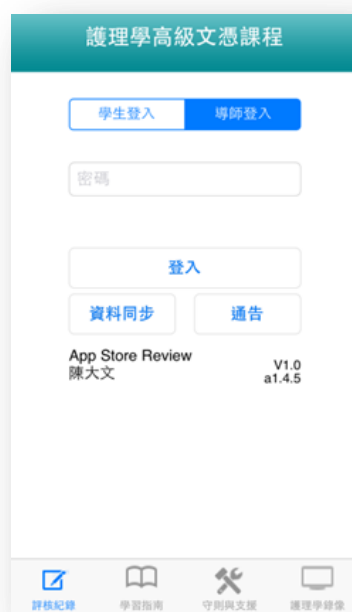 護理學高級文憑課程
學生登入 導師登入
密碼
登入
資料同步 通告
App Store Review
陳大文
V1.0
a1.4.5
評核紀錄 學習指南 守則與支援 護理學錄像